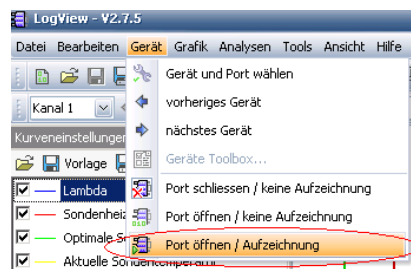 LogView - V2.7.5
Datei Bearbeiten Gerät Grafik Analysen Tools Ansicht Hilfe
Gerät und Port wählen
Kanal 1
vorheriges Gerät
Kurveneinstellungen
nächstes Gerät
Vorlage
Geräte Toolbox...
Lambda
Port schliessen / keine Aufzeichnung
Sondenheiz
Port öffnen / keine Aufzeichnung
Optimale So
Port öffnen / Aufzeichnung
Aktuelle Sondentemperatur